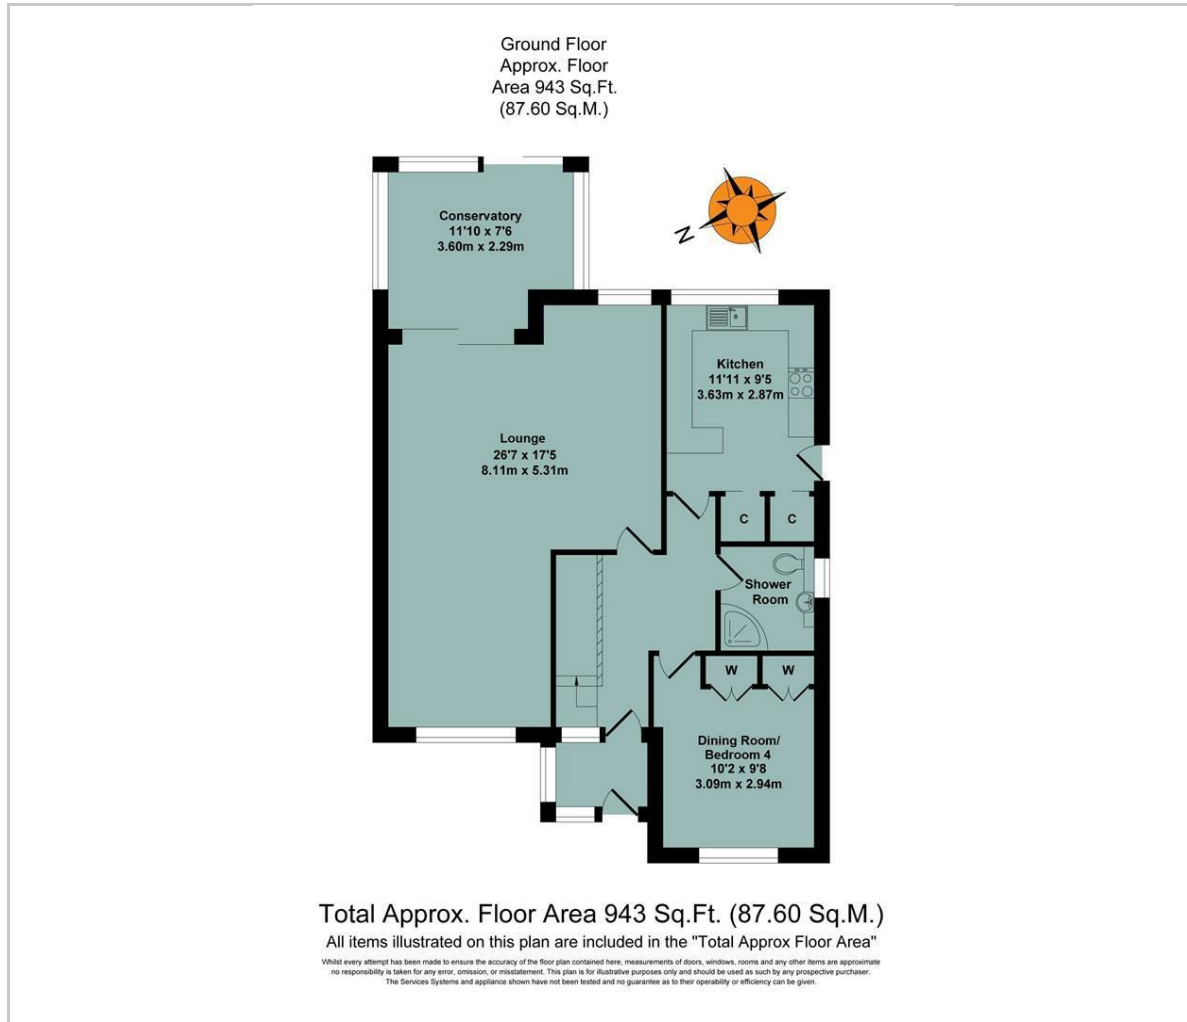 Ground Floor
Approx. Floor
Area 943 Sq.Ft.
(87.60 Sq.M.)
Conservatory
11'10 x 7'6
3.60m x 2.29m
N
Kitchen
11'11 x 9'5
3.63m x 2.87m
Lounge
26'7 x 17'5
8.11m x 5.31m
C
C
Shower
Room
W
W
Dining Room/
Bedroom 4
10'2 x 9'8
3.09m x 2.94m
Total Approx. Floor Area 943 Sq.Ft. (87.60 Sq.M.)
All items illustrated on this plan are included in the "Total Approx Floor Area"
Whilst every attempt has been made to ensure the accuracy of the floor plan contained here, measurements of doors, windows, rooms and any other items are approximate
no responsibility is taken for any error, omission, or misstatement. This plan is for illustrative purposes only and should be used as such by any prospective purchaser.
The Services Systems and appliance shown have not been tested and no guarantee as to their operability or efficiency can be given.